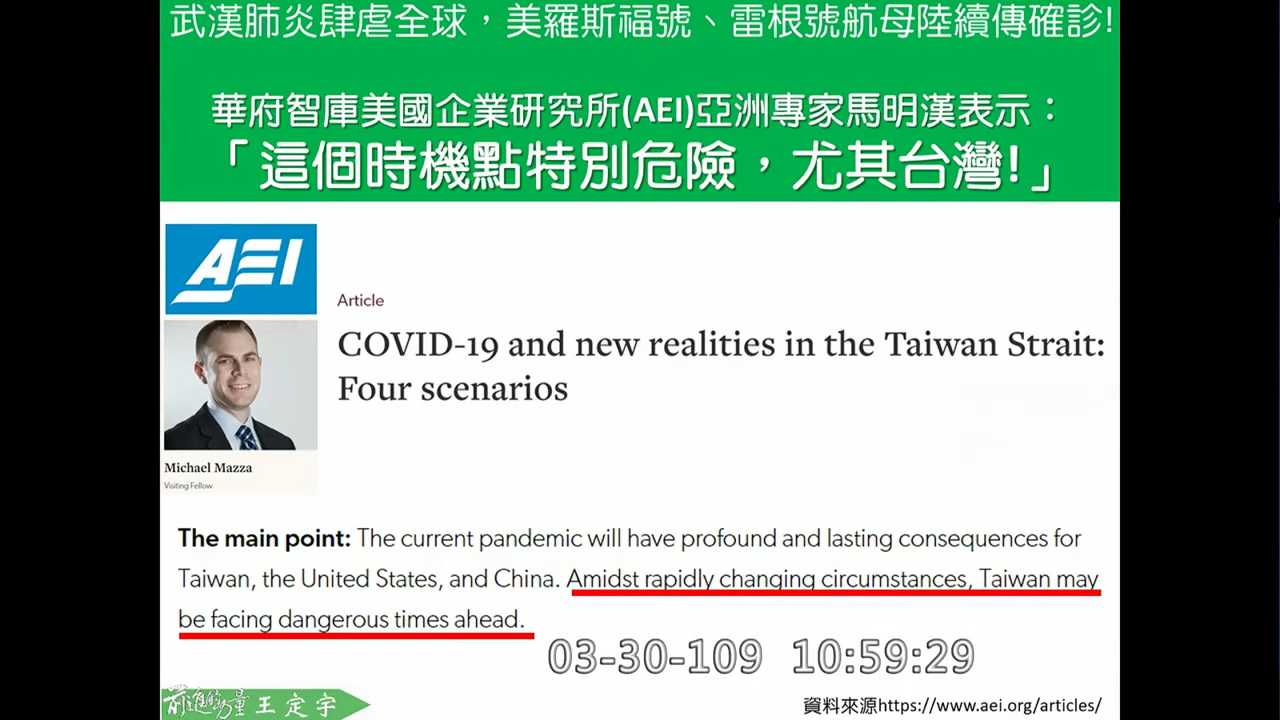 武漢肺炎肆虐全球，美羅斯福號、雷根號航母陸續傳確診!
華府智庫美國企業研究所(AEI)亞洲專家馬明漢表示：
「這個時機點特別危險，尤其台灣!」
AEI
Article
COVID-19 and new realities in the Taiwan Strait:
Four scenarios
Michael Mazza
Visiting Fellow
The main point: The current pandemic will have profound and lasting consequences for
Taiwan, the United States, and China. Amidst rapidly changing circumstances, Taiwan may
be facing dangerous times ahead.
03-30-109 10:59:29
前進的力量 王定宇
資料來源https://www.aei.org/articles/